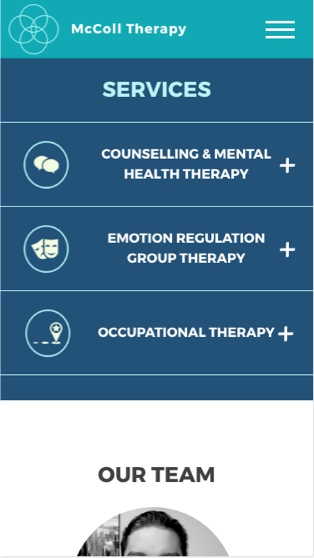 McColl Therapy
SERVICES
COUNSELLING & MENTAL
HEALTH THERAPY
EMOTION REGULATION
GROUP THERAPY
OCCUPATIONAL THERAPY
OUR TEAM